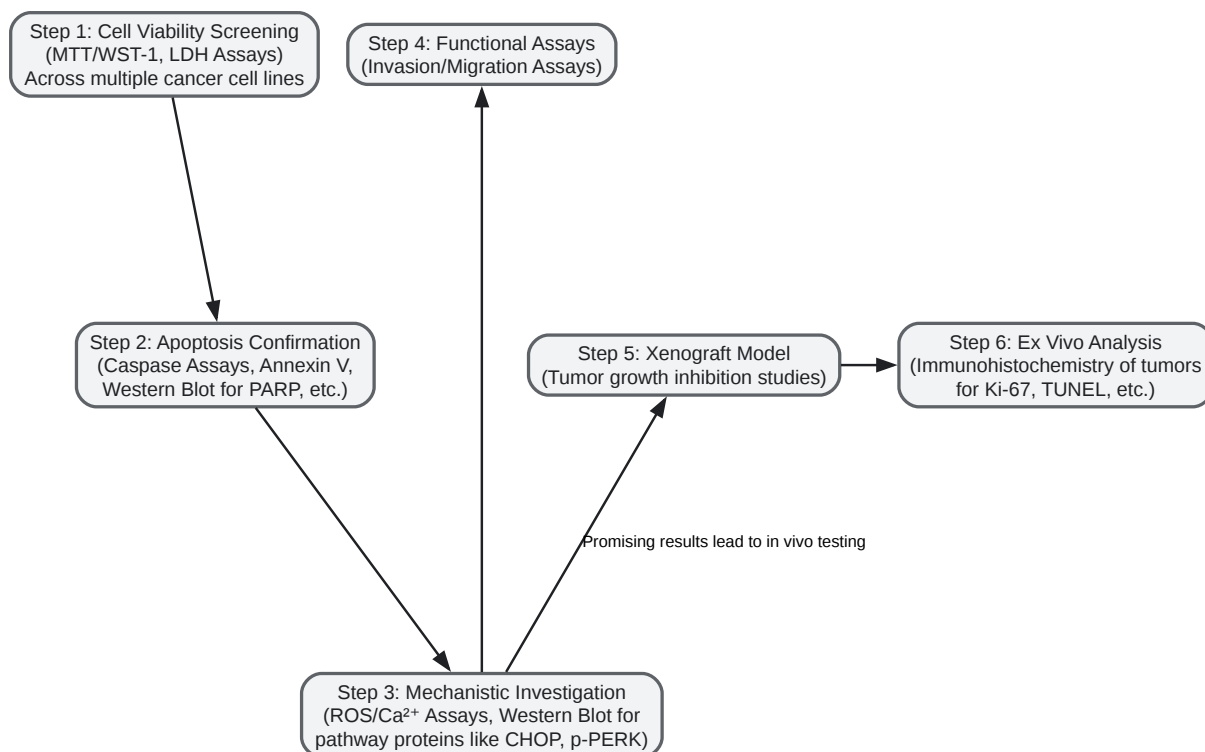 Step 1: Cell Viability Screening
(MTT/WST-1, LDH Assays)
Across multiple cancer cell lines
Step 4: Functional Assays
(Invasion/Migration Assays)
Step 2: Apoptosis Confirmation
(Caspase Assays, Annexin V,
Western Blot for PARP, etc.)
Step 5: Xenograft Model
(Tumor growth inhibition studies)
Step 6: Ex Vivo Analysis
(Immunohistochemistry of tumors
for Ki-67, TUNEL, etc.)
Promising results lead to in vivo testing
Step 3: Mechanistic Investigation
(ROS/Ca²⁺ Assays, Western Blot for
pathway proteins like CHOP, p-PERK)